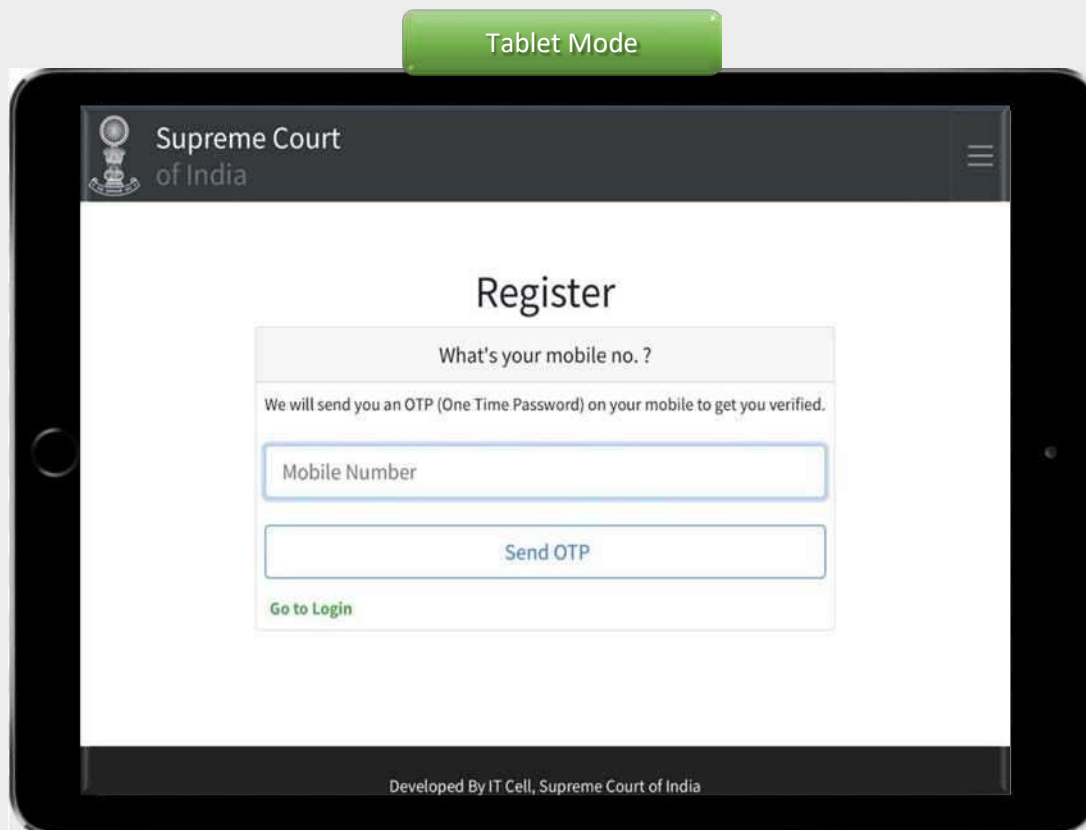 Tablet Mode
Supreme Court
of India
Register
What's your mobile no. ?
We will send you an OTP (One Time Password) on your mobile to get you verified.
Mobile Number
Send OTP
Go to Login
Developed By IT Cell, Supreme Court of India